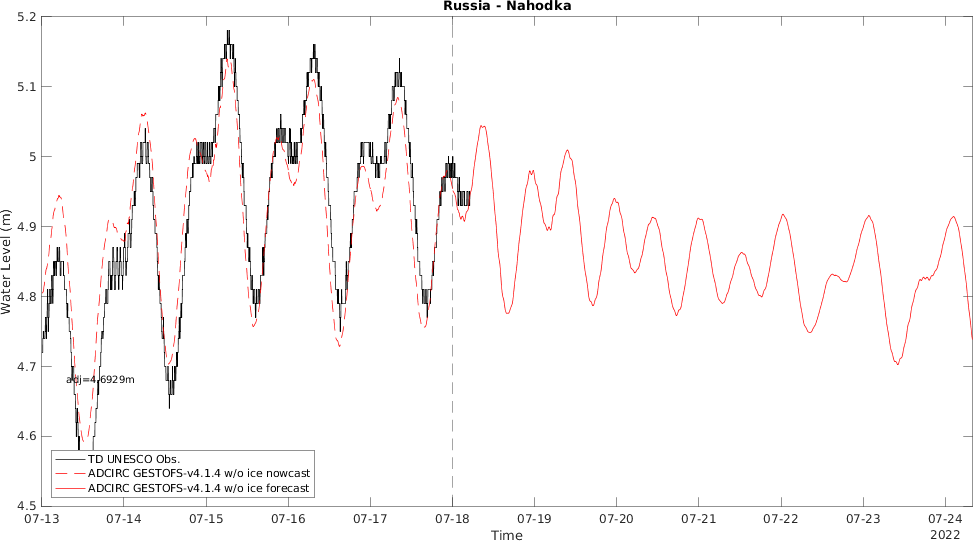 Russia - Nahodka
5.2
5.1
5
4.9
4.8
4.7
4.6
4.5
Water Level (m)
adj=4.6929m
TD UNESCO Obs.
ADCIRC GESTOFS-v4.1.4 w/o ice nowcast
ADCIRC GESTOFS-v4.1.4 w/o ice forecast
07-13 07-14 07-15 07-16 07-17 07-18 07-19 07-20 07-21 07-22 07-23 07-24
Time
2022